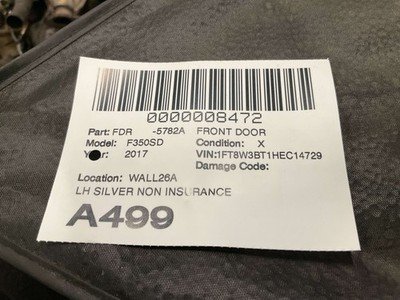 0000008472
Part: FDR -5782A FRONT DOOR
Model: F350SD Condition: X
Y r: 2017 VIN:1FT8W3BT1HEC14729
Damage Code:
Location: WALL26A
LH SILVER NON INSURANCE
A499